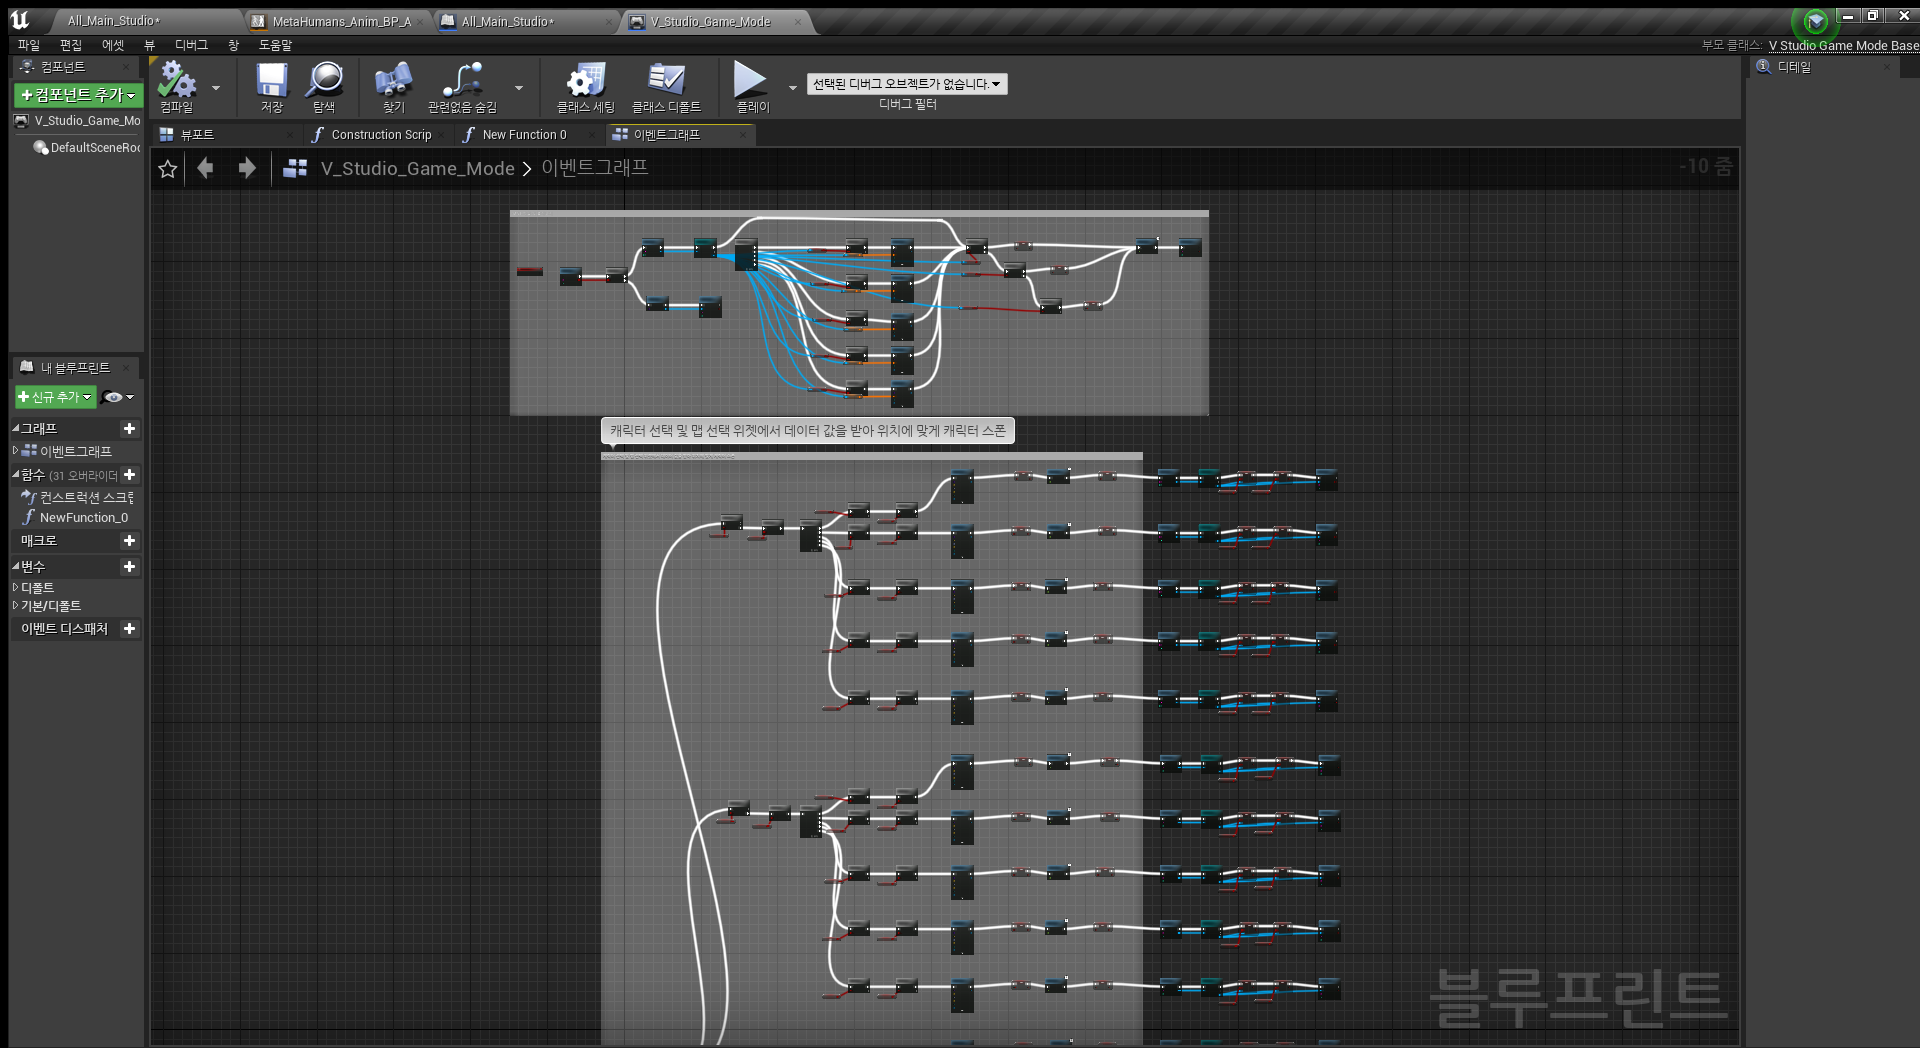 All_Main_Studio*
MetaHumans_Anim_BP_A
All_Main_Studio*
V_Studio_Game_Mode
파일 편집 에셋 뷰 디버그 창 도움말
부모 클래스: V Studio Game Mode Base
컴포넌트
디테일
컴포넌트 추가
컴파일
저장
탐색
찾기
관련없음 숨김
클래스 세팅
클래스 디폴트
플레이
선택된 디버그 오브젝트가 없습니다.
디버그 필터
V_Studio_Game_Mo
DefaultSceneRoo
뷰포트
Construction Scrip
New Function 0
이벤트그래프
V_Studio_Game_Mode > 이벤트그래프
-10 줌
내 블루프린트
신규 추가
그래프
이벤트그래프
함수 (31 오버라이더
컨스트럭션 스크립
NewFunction_0
매크로
변수
디폴트
기본/디폴트
이벤트 디스패처
캐릭터 선택 및 맵 선택 위젯에서 데이터 값을 받아 위치에 맞게 캐릭터 스폰
블루프린트